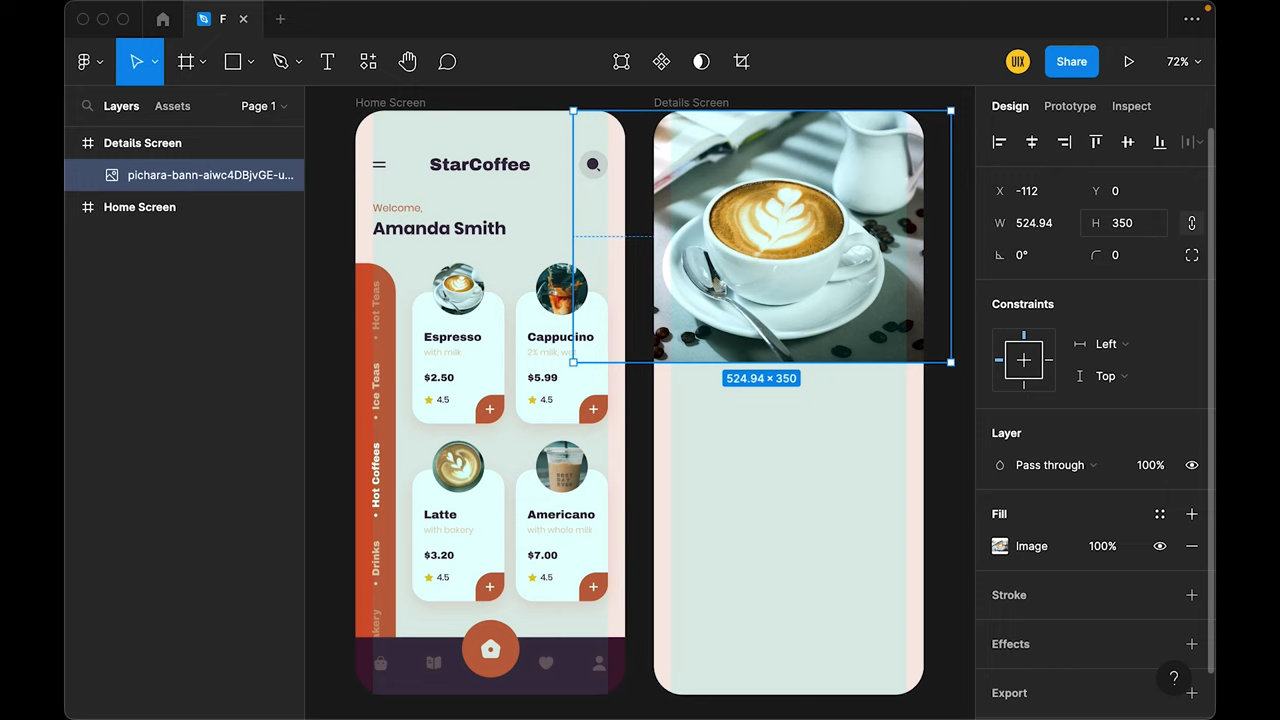 F
UIX
Share
72%
Layers
Assets
Page 1
Details Screen
pichara-bann-aiwc4DBjvGE-u...
Home Screen
Home Screen
StarCoffee
Welcome,
Amanda Smith
Hot Teas
• Ice Teas
• Hot Coffees
• Drinks
Espresso
with milk
$2.50
4.5
Cappucino
$5.99
4.5
Latte
with bakery
$3.20
4.5
Americano
with whole milk
$7.00
4.5
Details Screen
524.94 × 350
Design
Prototype
Inspect
X -112
Y 0
W 524.94
H 350
0°
0
Constraints
Left
Top
Layer
Pass through
100%
Fill
Image
100%
Stroke
Effects
Export
?